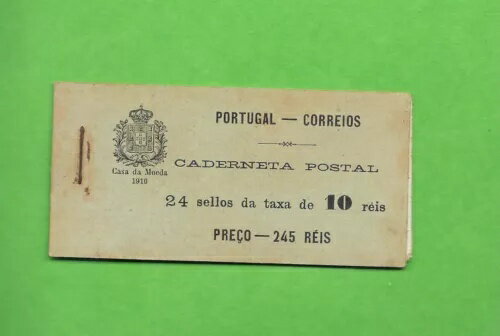 PORTUGAL — CORREIOS
CADERNETA POSTAL
Casa da Moeda
1910
24 sellos da taxa de 10 réis
PREÇO — 245 RÉIS